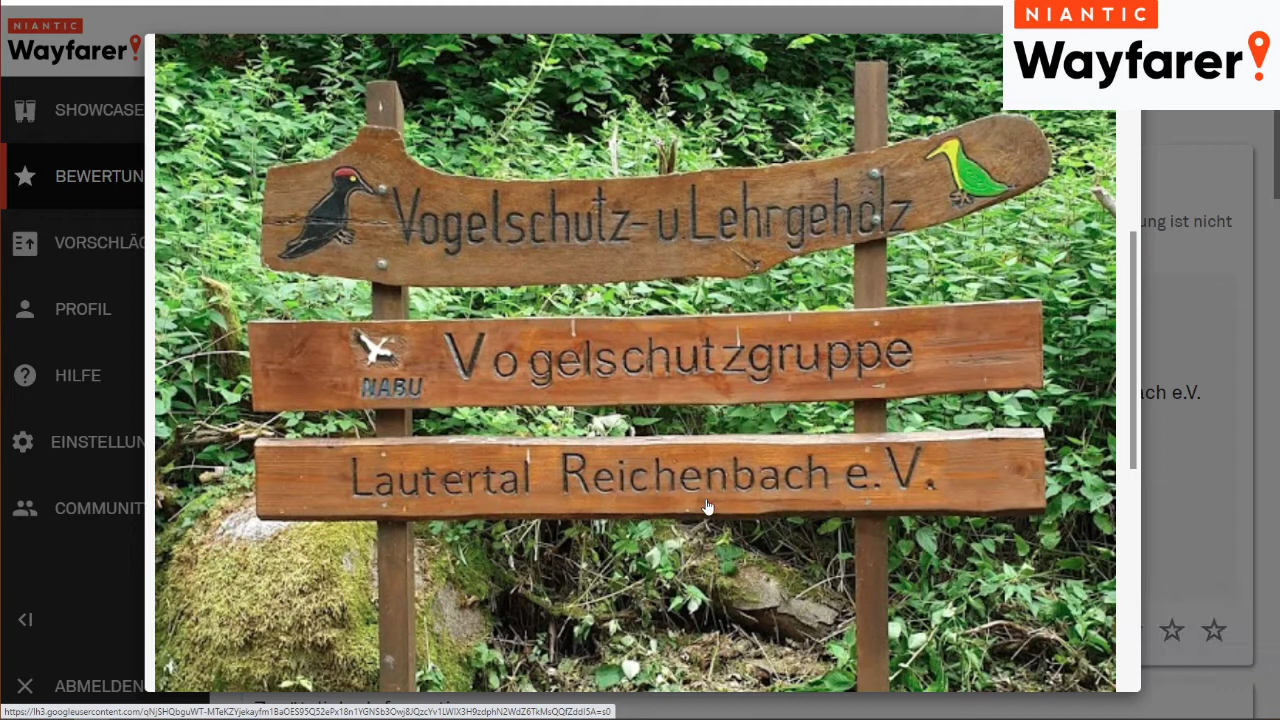 NIANTIC
Wayfarer!
NIANTIC
Wayfarer!
SHOWCASE
BEWERTUN
VORSCHLÄG
PROFIL
HILFE
EINSTELLUN
COMMUNIT
ABMELDEN
Vogelschutz-u.Lehrgehölz
NABU
Vogelschutzgruppe
Lautertal Reichenbach e.V.
ung ist nicht
ach e.V.